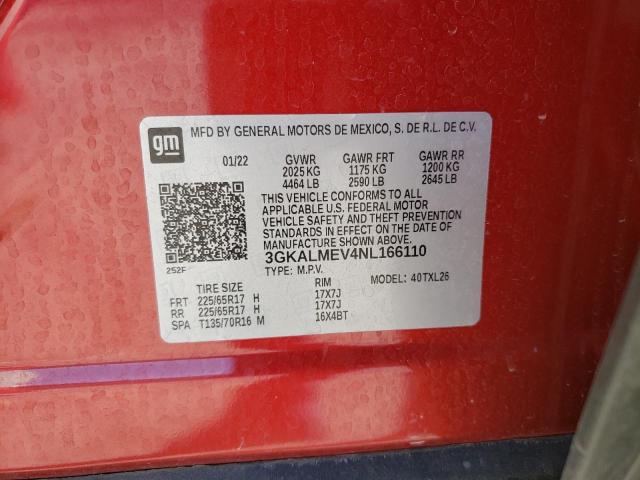 gm
MFD BY GENERAL MOTORS DE MEXICO, S. DE R.L. DE C.V.
01/22 GVWR GAWR FRT GAWR RR
2025 KG 1175 KG 1200 KG
4464 LB 2590 LB 2645 LB
THIS VEHICLE CONFORMS TO ALL
APPLICABLE U.S. FEDERAL MOTOR
VEHICLE SAFETY AND THEFT PREVENTION
STANDARDS IN EFFECT ON THE DATE OF
MANUFACTURE SHOWN ABOVE.
3GKALMEV4NL166110
252F
TYPE: M.P.V. 40TXL26
TIRE SIZE RIM
FRT 225/65R17 H 17X7J
RR 225/65R17 H 17X7J
SPA T135/70R16 M 16X4BT